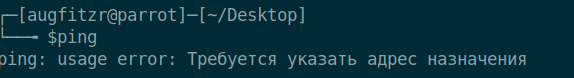 ┌─[augfitzr@parrot]─[~/Desktop]
└──╼ $ping
ping: usage error: Требуется указать адрес назначения